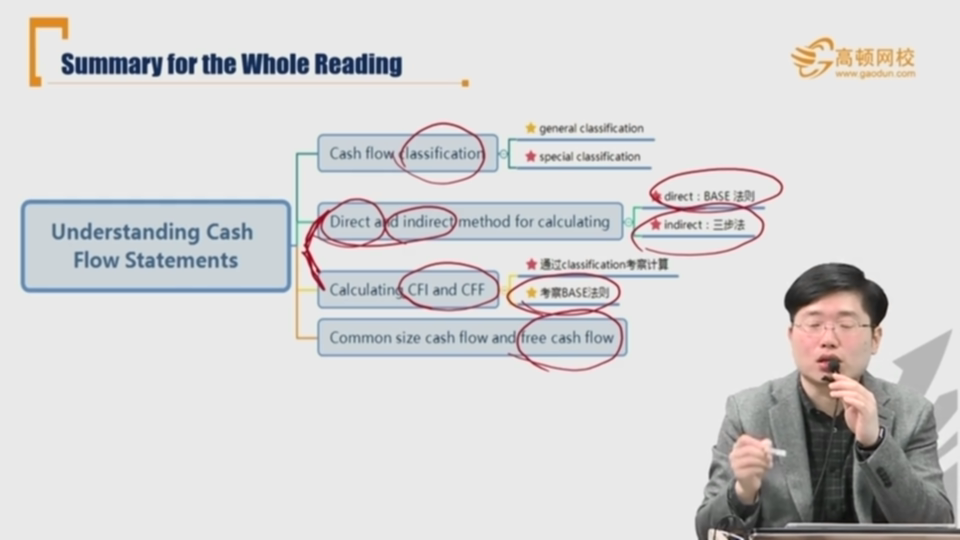 Summary for the Whole Reading
高顿网校
www.gaodun.com
Understanding Cash
Flow Statements
Cash flow classification
general classification
special classification
Direct and indirect method for calculating
direct：BASE 法则
indirect：三步法
Calculating CFI and CFF
通过classification考察计算
考察BASE法则
Common size cash flow and free cash flow